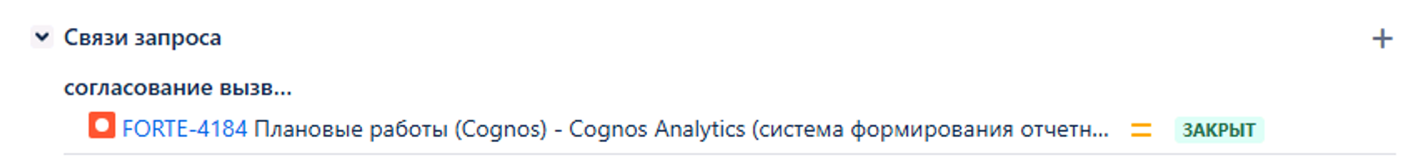 Связи запроса
согласование вызв...
FORTE-4184 Плановые работы (Cognos) - Cognos Analytics (система формирования отчетн... ЗАКРЫТ